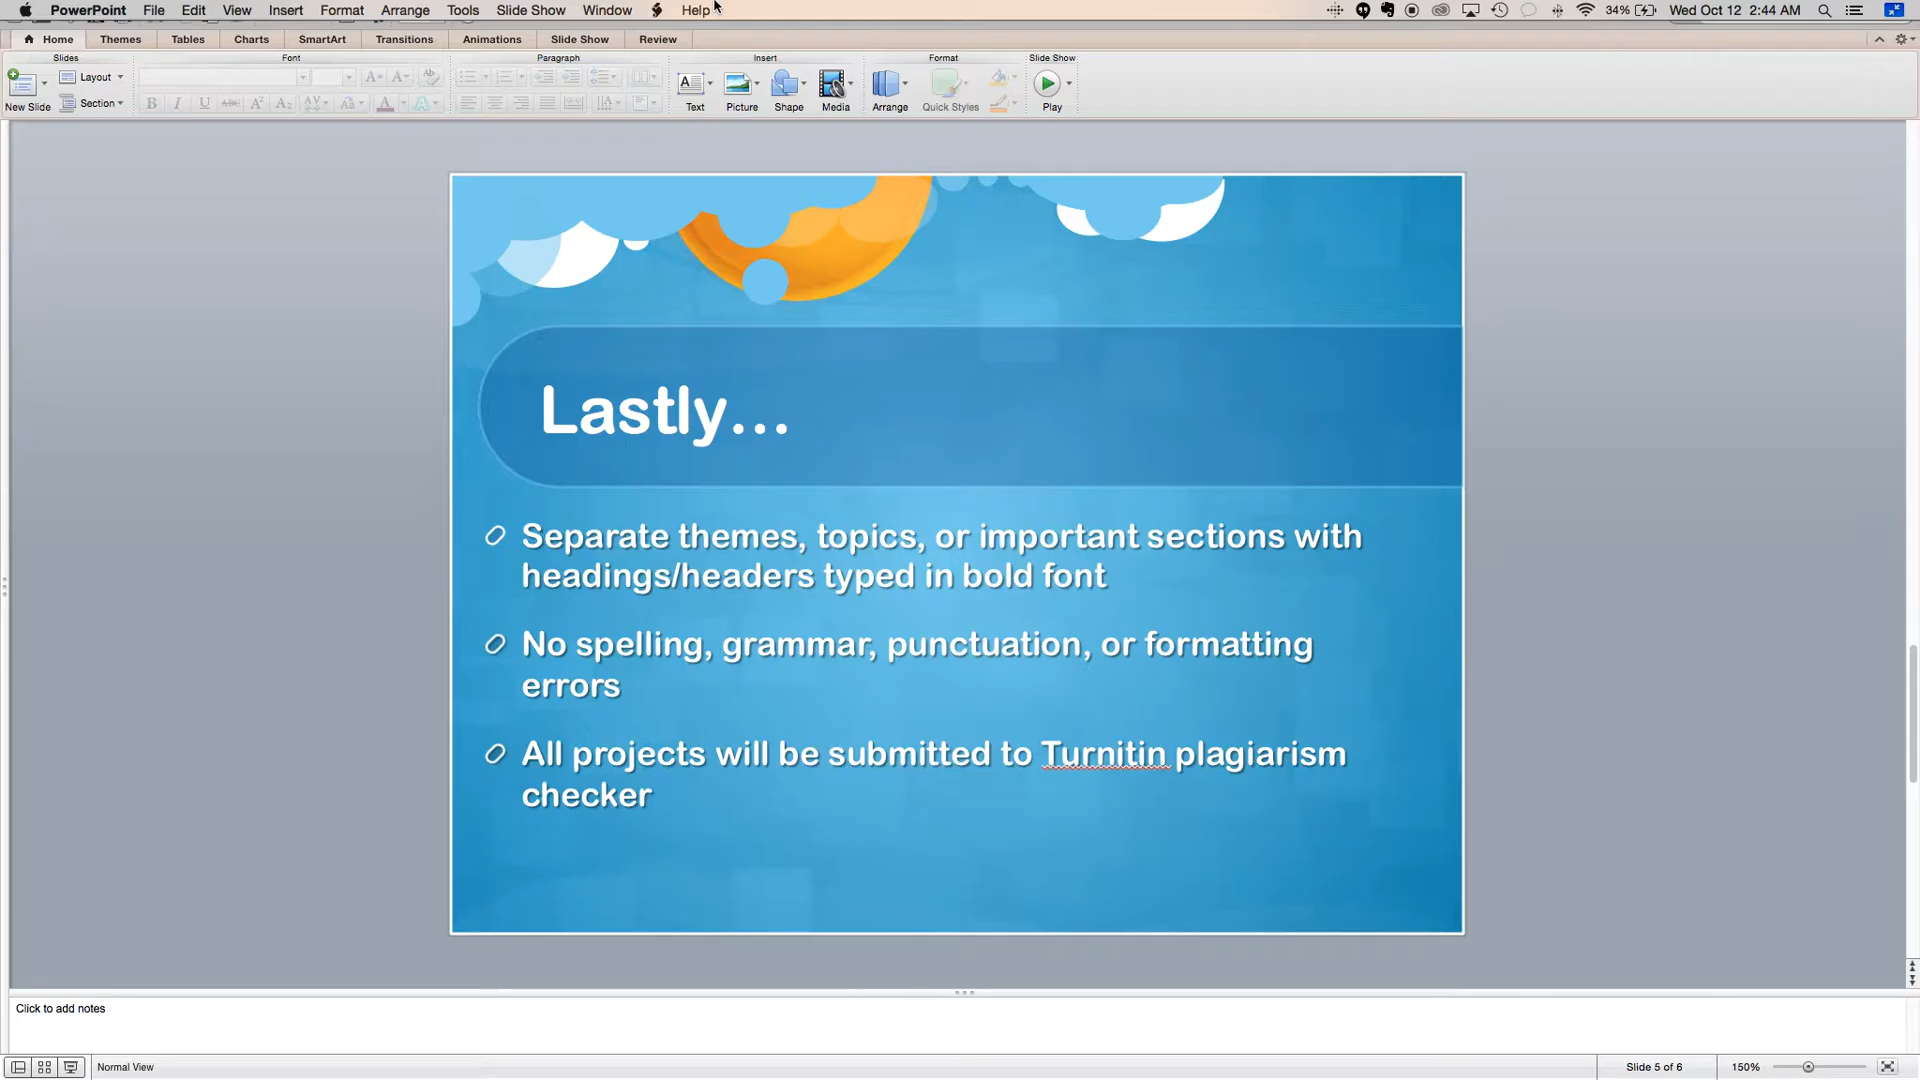 PowerPoint File Edit View Insert Format Arrange Tools Slide Show Window Help 34% Wed Oct 12 2:44 AM
Home Themes Tables Charts SmartArt Transitions Animations Slide Show Review
Slides Font Paragraph Insert Format Slide Show
Layout
Section
New Slide Text Picture Shape Media Arrange Quick Styles Play
Lastly...
Separate themes, topics, or important sections with
headings/headers typed in bold font
No spelling, grammar, punctuation, or formatting
errors
All projects will be submitted to Turnitin plagiarism
checker
Click to add notes
Normal View Slide 5 of 6 150%